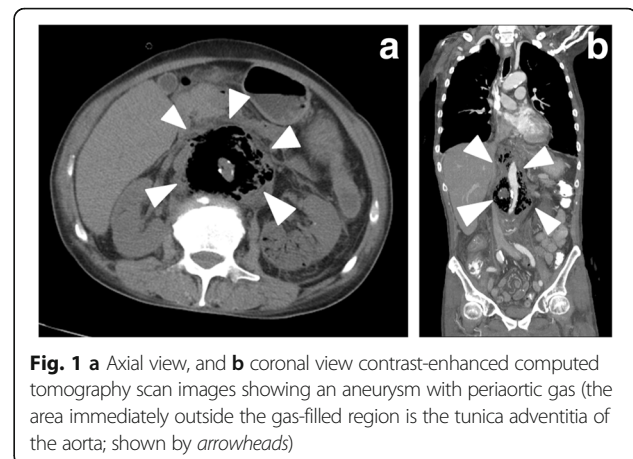 a
b
Fig. 1 a Axial view, and b coronal view contrast-enhanced computed
tomography scan images showing an aneurysm with periaortic gas (the
area immediately outside the gas-filled region is the tunica adventitia of
the aorta; shown by arrowheads)